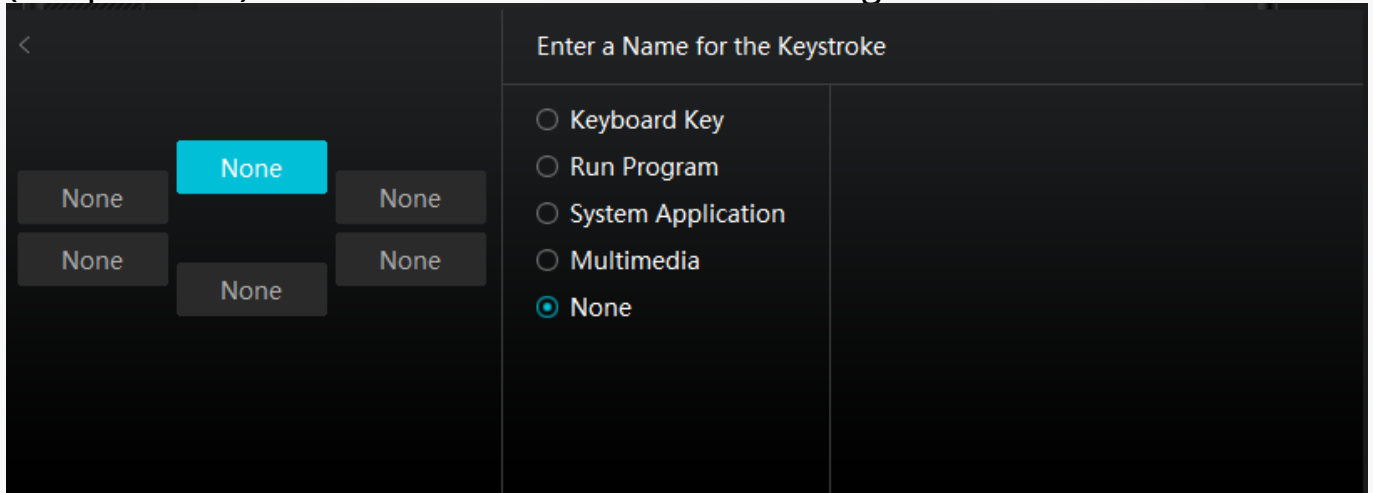 <
Enter a Name for the Keystroke
None
None
None
None
None
None
Keyboard Key
Run Program
System Application
Multimedia
None